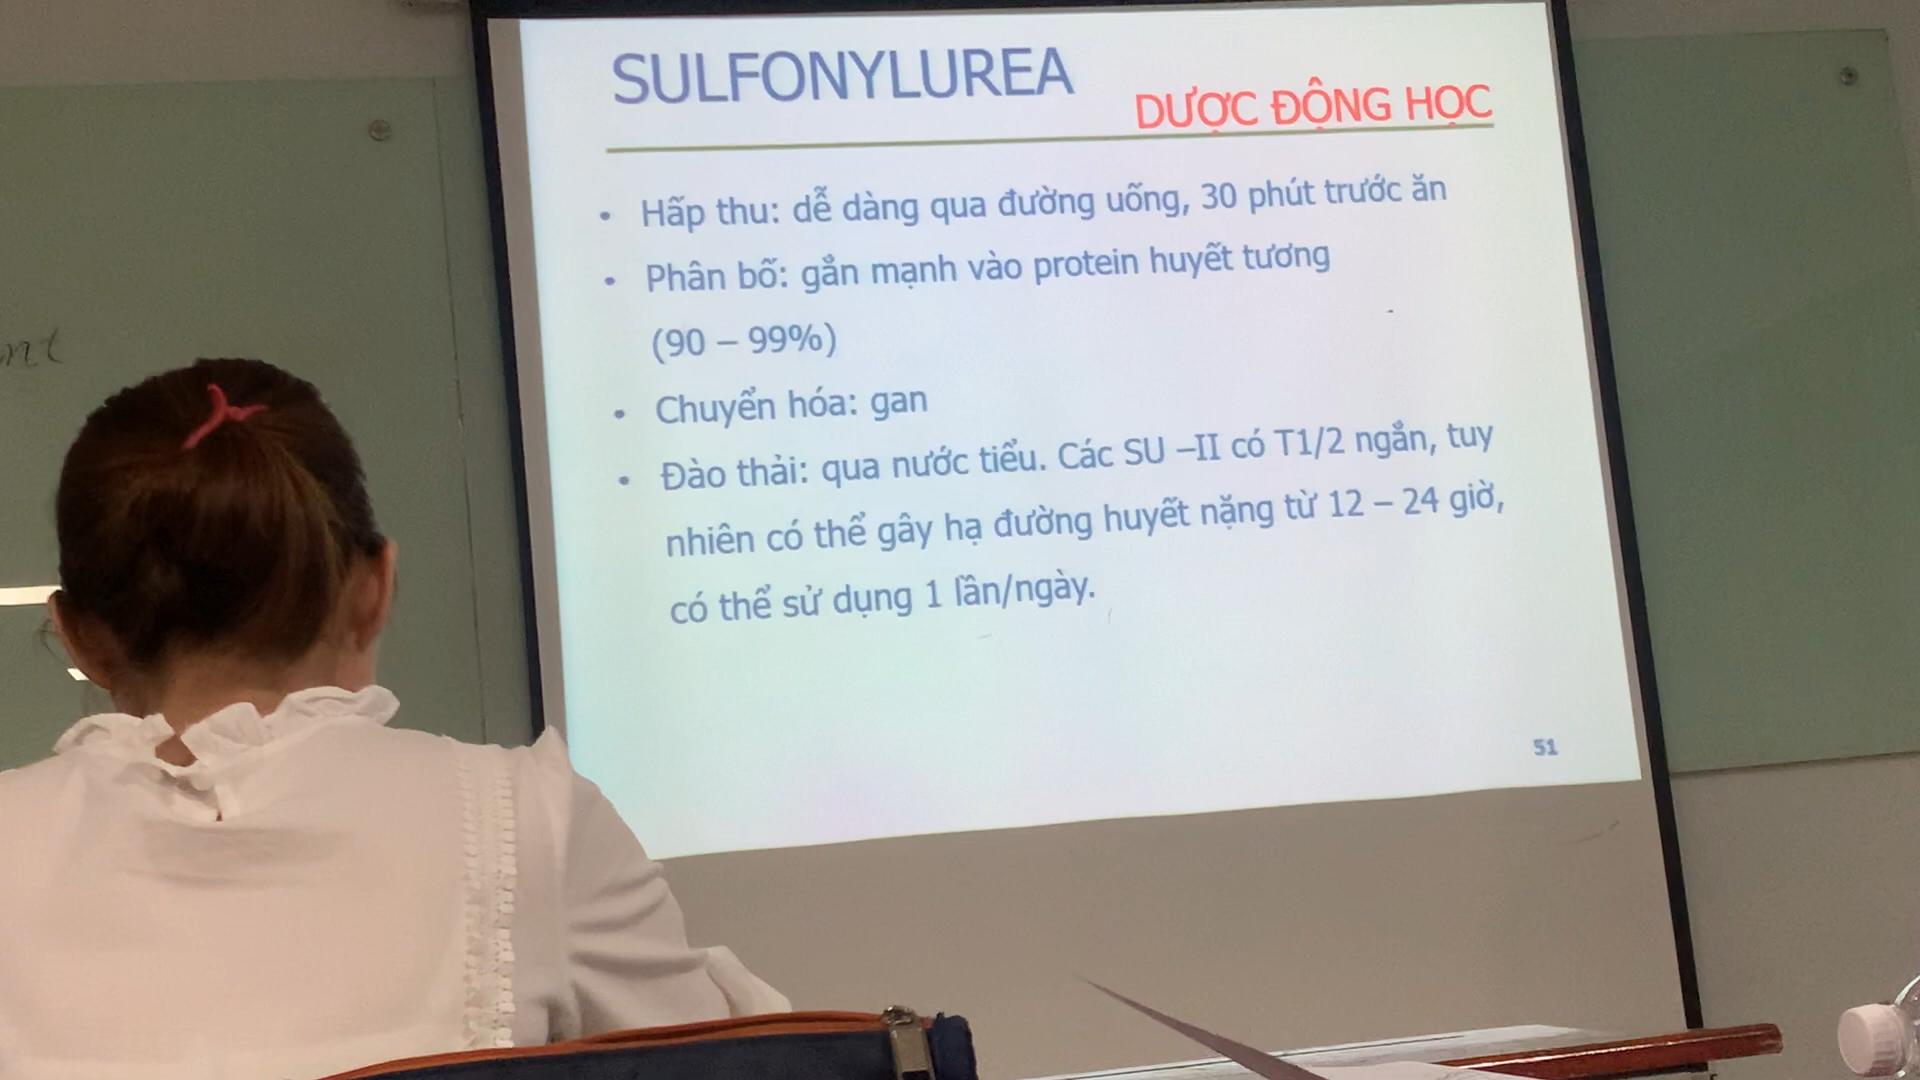 SULFONYLUREA
DƯỢC ĐỘNG HỌC
• Hấp thu: dễ dàng qua đường uống, 30 phút trước ăn
• Phân bố: gắn mạnh vào protein huyết tương
(90 – 99%)
• Chuyển hóa: gan
• Đào thải: qua nước tiểu. Các SU –II có T1/2 ngắn, tuy
nhiên có thể gây hạ đường huyết nặng từ 12 – 24 giờ,
có thể sử dụng 1 lần/ngày.
51